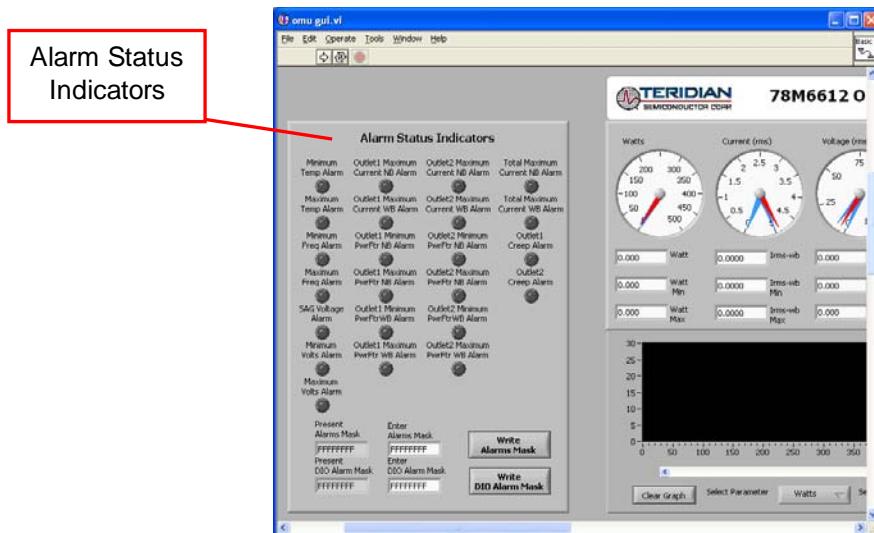 Alarm Status
Indicators
omu gui.vi
File Edit Operate Tools Window Help
Basic
TERIDIAN
SEMICONDUCTOR CORP.
78M6612 O
Alarm Status Indicators
Minimum
Temp Alarm
Outlet1 Maximum
Current NB Alarm
Outlet2 Maximum
Current NB Alarm
Total Maximum
Current NB Alarm
Maximum
Temp Alarm
Outlet1 Maximum
Current WB Alarm
Outlet2 Maximum
Current WB Alarm
Total Maximum
Current WB Alarm
Minimum
Freq Alarm
Outlet1 Minimum
PwrFtr NB Alarm
Outlet2 Minimum
PwrFtr NB Alarm
Outlet1
Creep Alarm
Maximum
Freq Alarm
Outlet1 Maximum
PwrFtr NB Alarm
Outlet2 Maximum
PwrFtr NB Alarm
Outlet2
Creep Alarm
SAG Voltage
Alarm
Outlet1 Minimum
PwrFtrWB Alarm
Outlet2 Minimum
PwrFtrWB Alarm
Minimum
Volts Alarm
Outlet1 Maximum
PwrFtr WB Alarm
Outlet2 Maximum
PwrFtr WB Alarm
Maximum
Volts Alarm
Present
Alarms Mask
FFFFFFFF
Enter
Alarms Mask
FFFFFFFF
Write
Alarms Mask
Present
DIO Alarm Mask
FFFFFFFF
Enter
DIO Alarm Mask
FFFFFFFF
Write
DIO Alarm Mask
Watts
50 100 150 200 300 350 400 450 500
Current (rms)
0.5 1 1.5 2 2.5 3 3.5 4 4.5
Voltage (rms
25 50 75
0.000 Watt 0.0000 Irms-wb 0.000
0.000 Watt Min 0.0000 Irms-wb Min 0.000
0.000 Watt Max 0.0000 Irms-wb Max 0.000
30
25
20
15
10
5
0
0 50 100 150 200 250 300 350
Clear Graph Select Parameter Watts Se